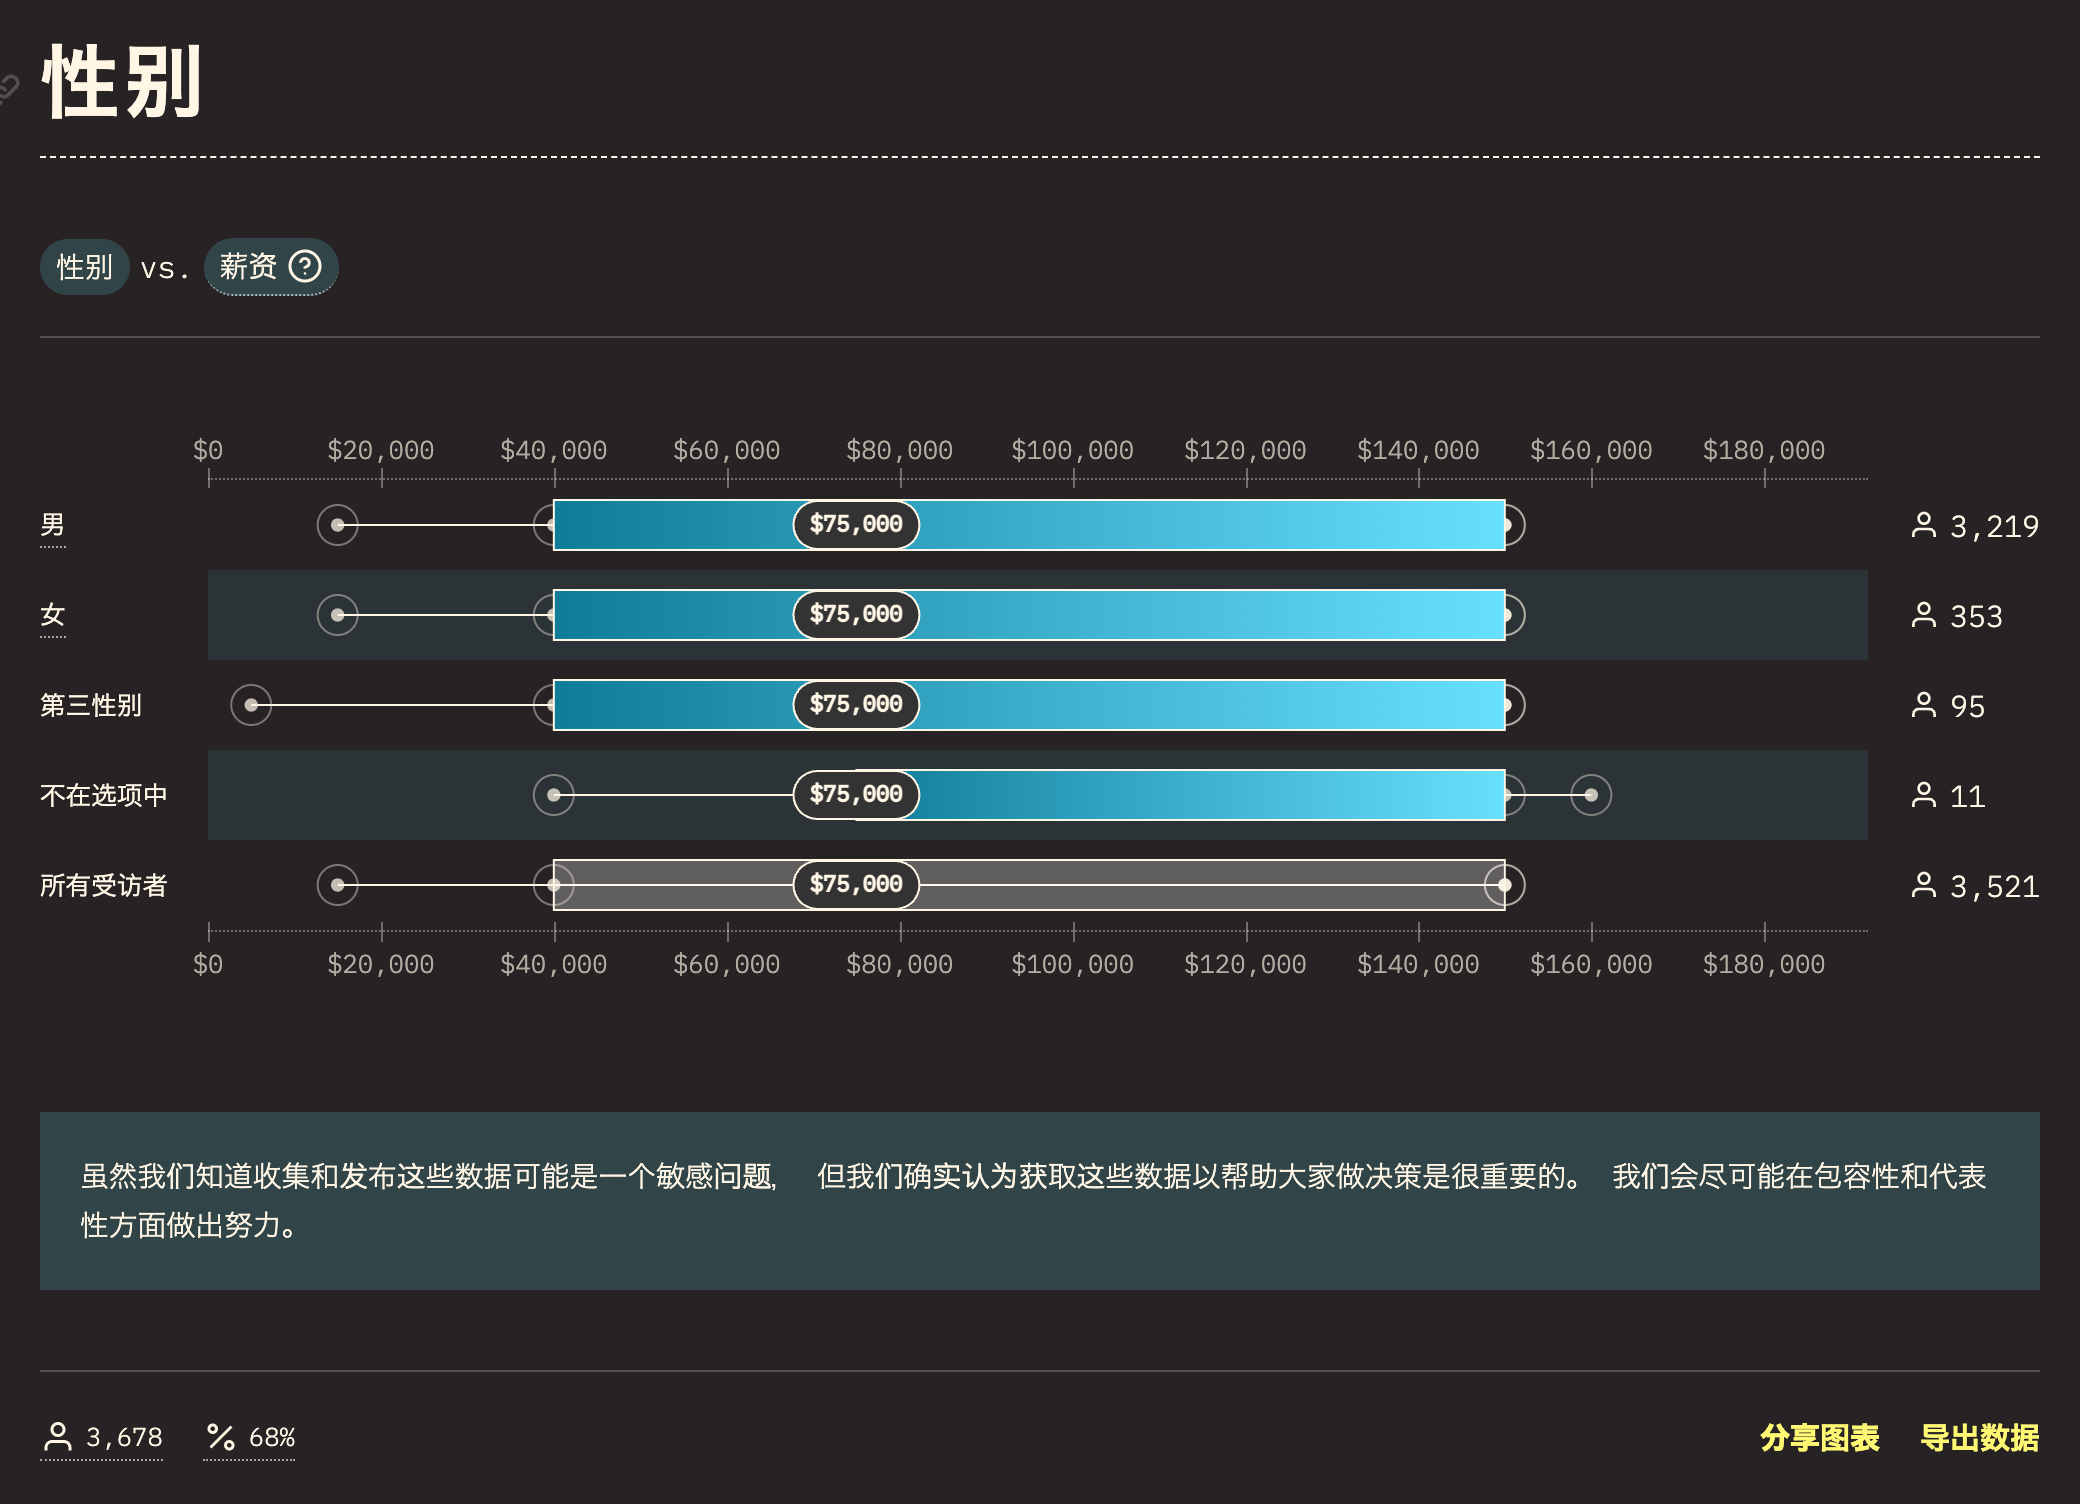 性别
性别 vs. 薪资
$0 $20,000 $40,000 $60,000 $80,000 $100,000 $120,000 $140,000 $160,000 $180,000
男 $75,000 3,219
女 $75,000 353
第三性别 $75,000 95
不在选项中 $75,000 11
所有受访者 $75,000 3,521
$0 $20,000 $40,000 $60,000 $80,000 $100,000 $120,000 $140,000 $160,000 $180,000
虽然我们知道收集和发布这些数据可能是一个敏感问题, 但我们确实认为获取这些数据以帮助大家做决策是很重要的。 我们会尽可能在包容性和代表
性方面做出努力。
3,678 68% 分享图表 导出数据